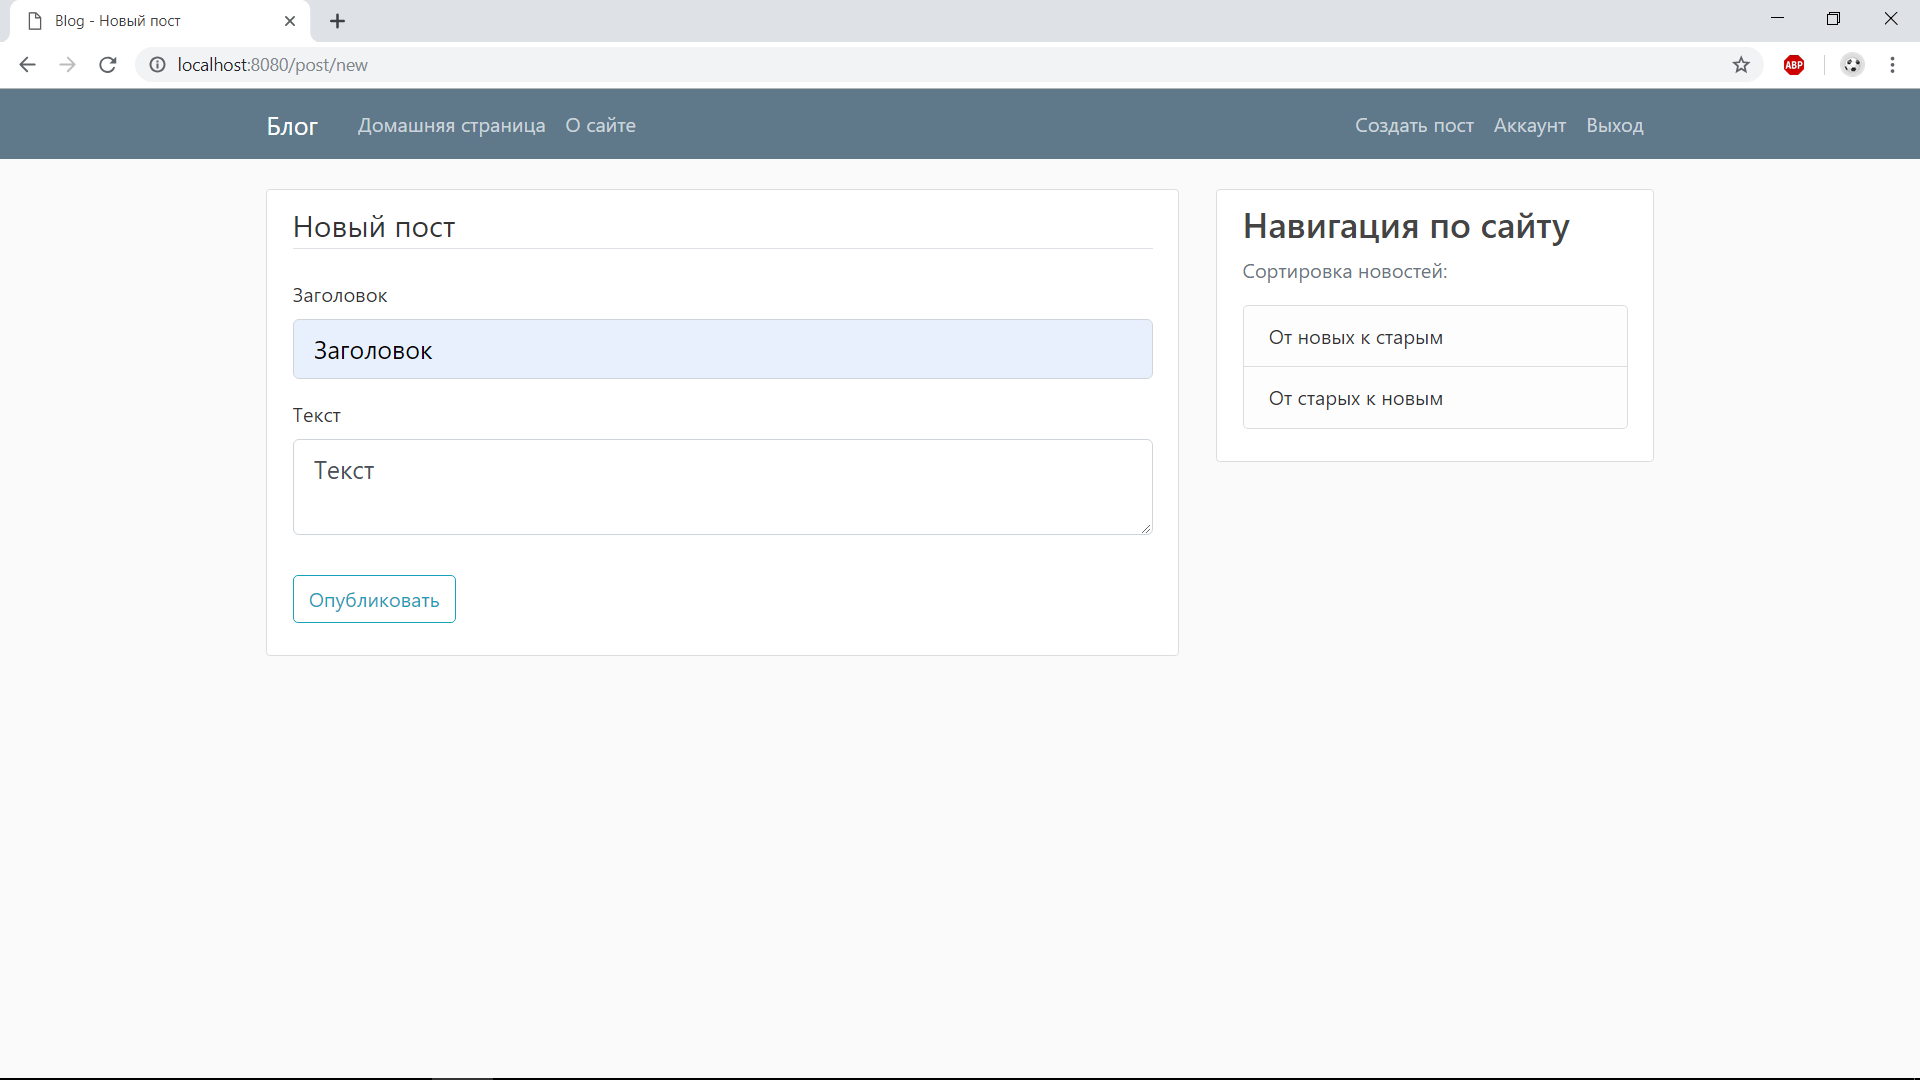 Blog - Новый пост
localhost:8080/post/new
ABP
Блог Домашняя страница О сайте Создать пост Аккаунт Выход
Новый пост
Заголовок
Заголовок
Текст
Текст
Опубликовать
Навигация по сайту
Сортировка новостей:
От новых к старым
От старых к новым